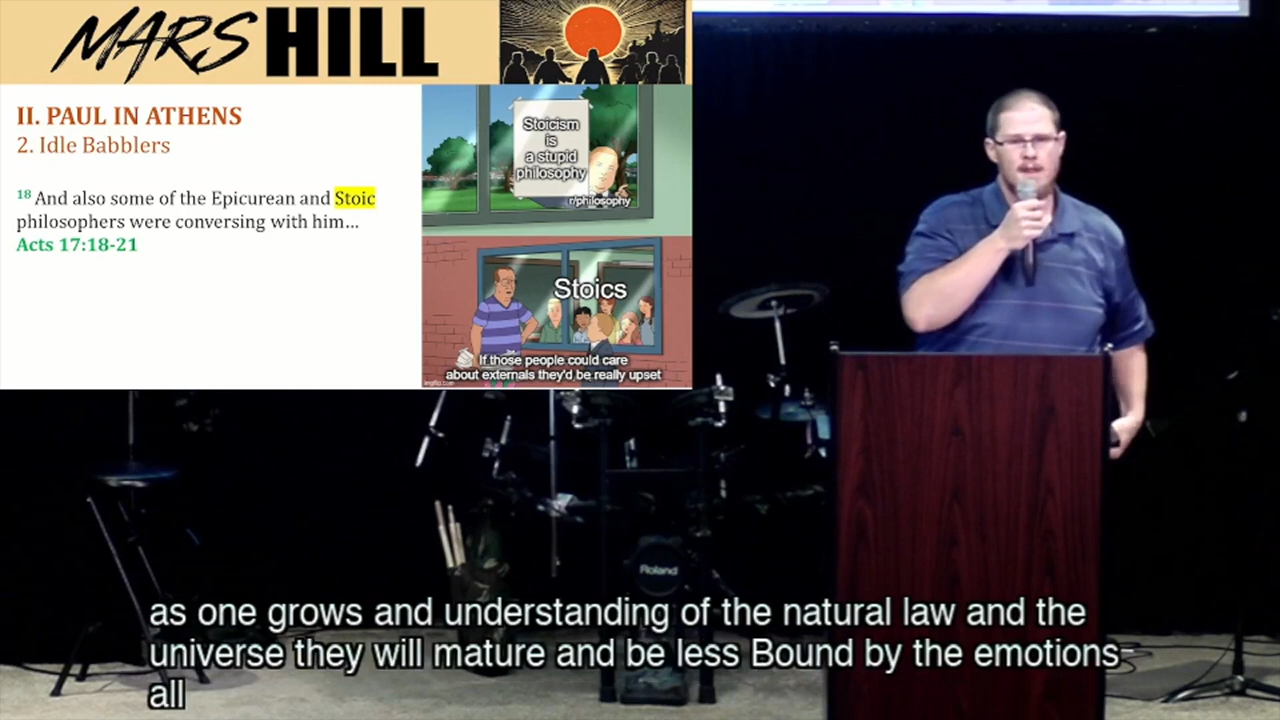 MARS HILL
II. PAUL IN ATHENS
2. Idle Babblers
18 And also some of the Epicurean and Stoic
philosophers were conversing with him...
Acts 17:18-21
Stoicism
is
a stupid
philosophy
r/philosophy
Stoics
If those people could care
about externals they'd be really upset
imgflip.com
Roland
as one grows and understanding of the natural law and the
universe they will mature and be less Bound by the emotions
all